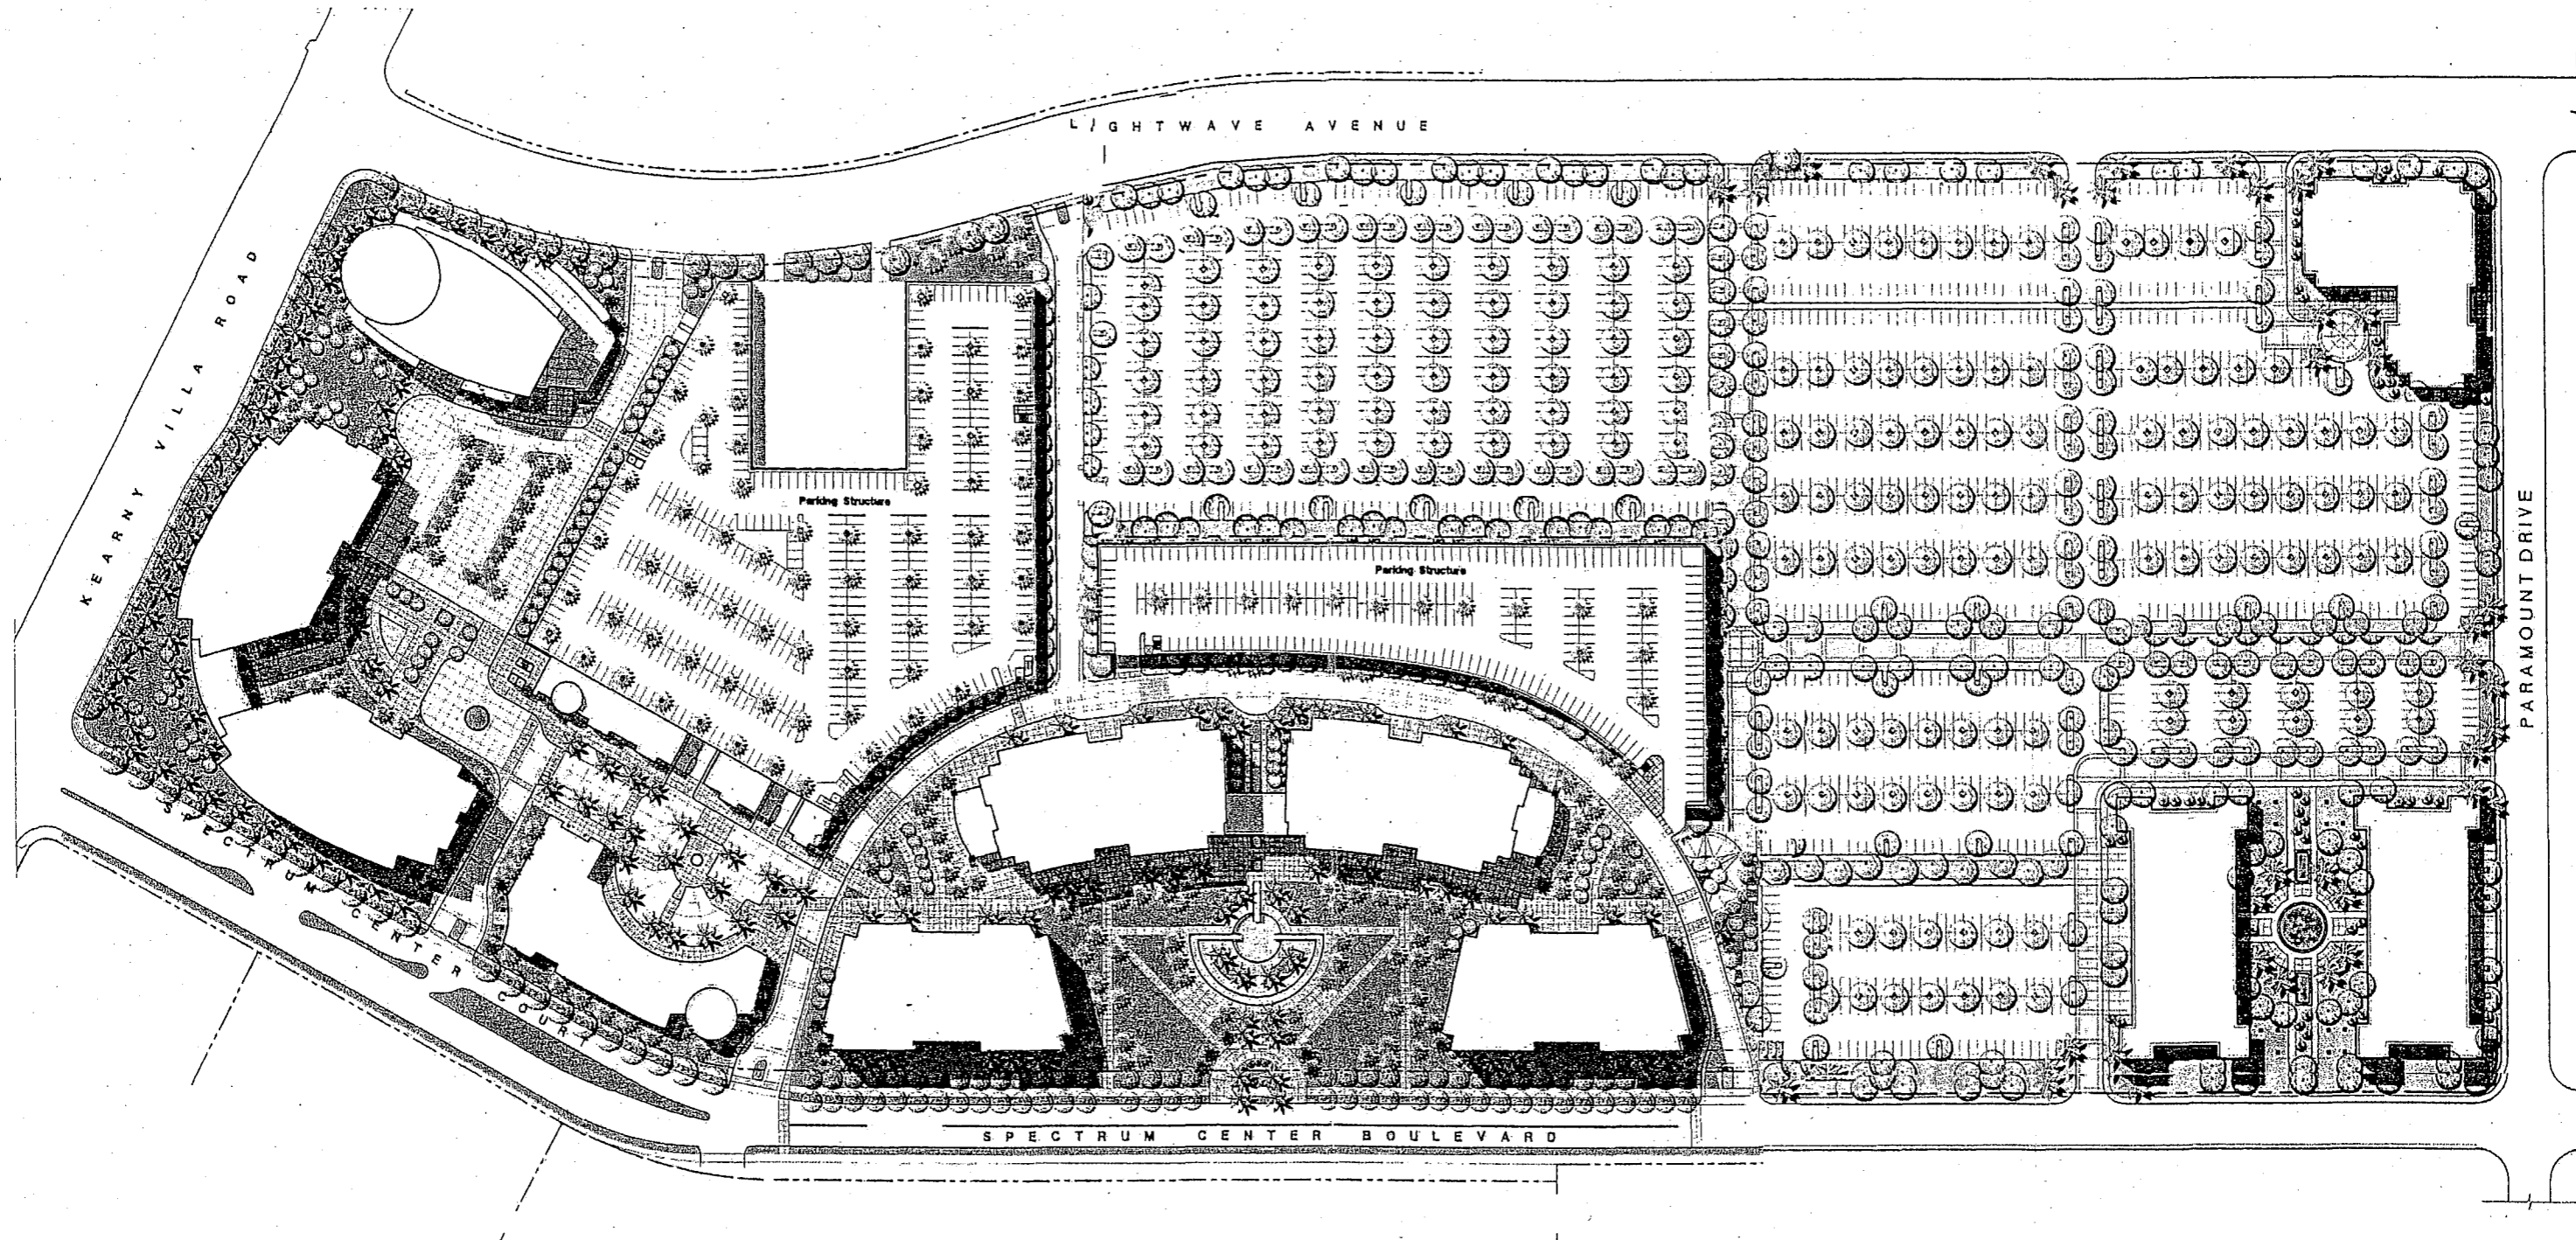 LIGHTWAVE AVENUE
KEARNY VILLA ROAD
Parking Structure
Parking Structure
PARAMOUNT DRIVE
SPECTRUM CENTER COURT
SPECTRUM CENTER BOULEVARD